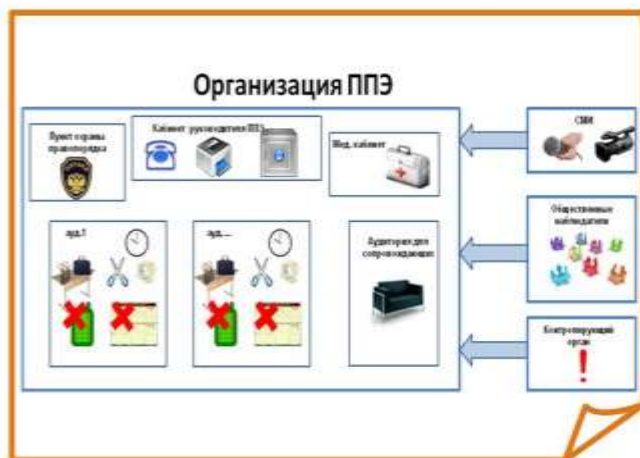 Организация ППЭ
Пункт охраны
правопорядка
Кабинет руководителя ППЭ
Мед. кабинет
СМИ
ауд.1
ауд....
Аудитория для
сопровождающих
Общественные
наблюдатели
Контролирующий
орган